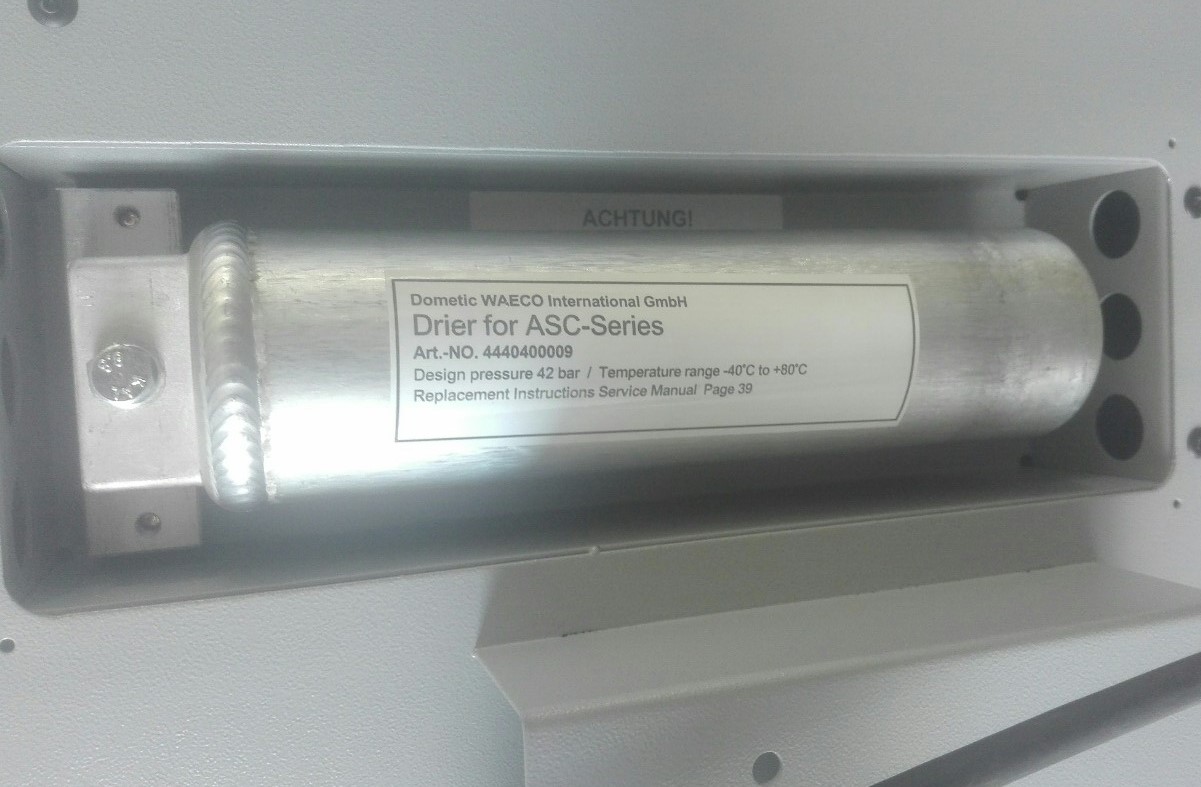 ACHTUNG!
Dometic WAECO International GmbH
Drier for ASC-Series
Art.-NO. 4440400009
Design pressure 42 bar / Temperature range -40°C to +80°C
Replacement Instructions Service Manual Page 39